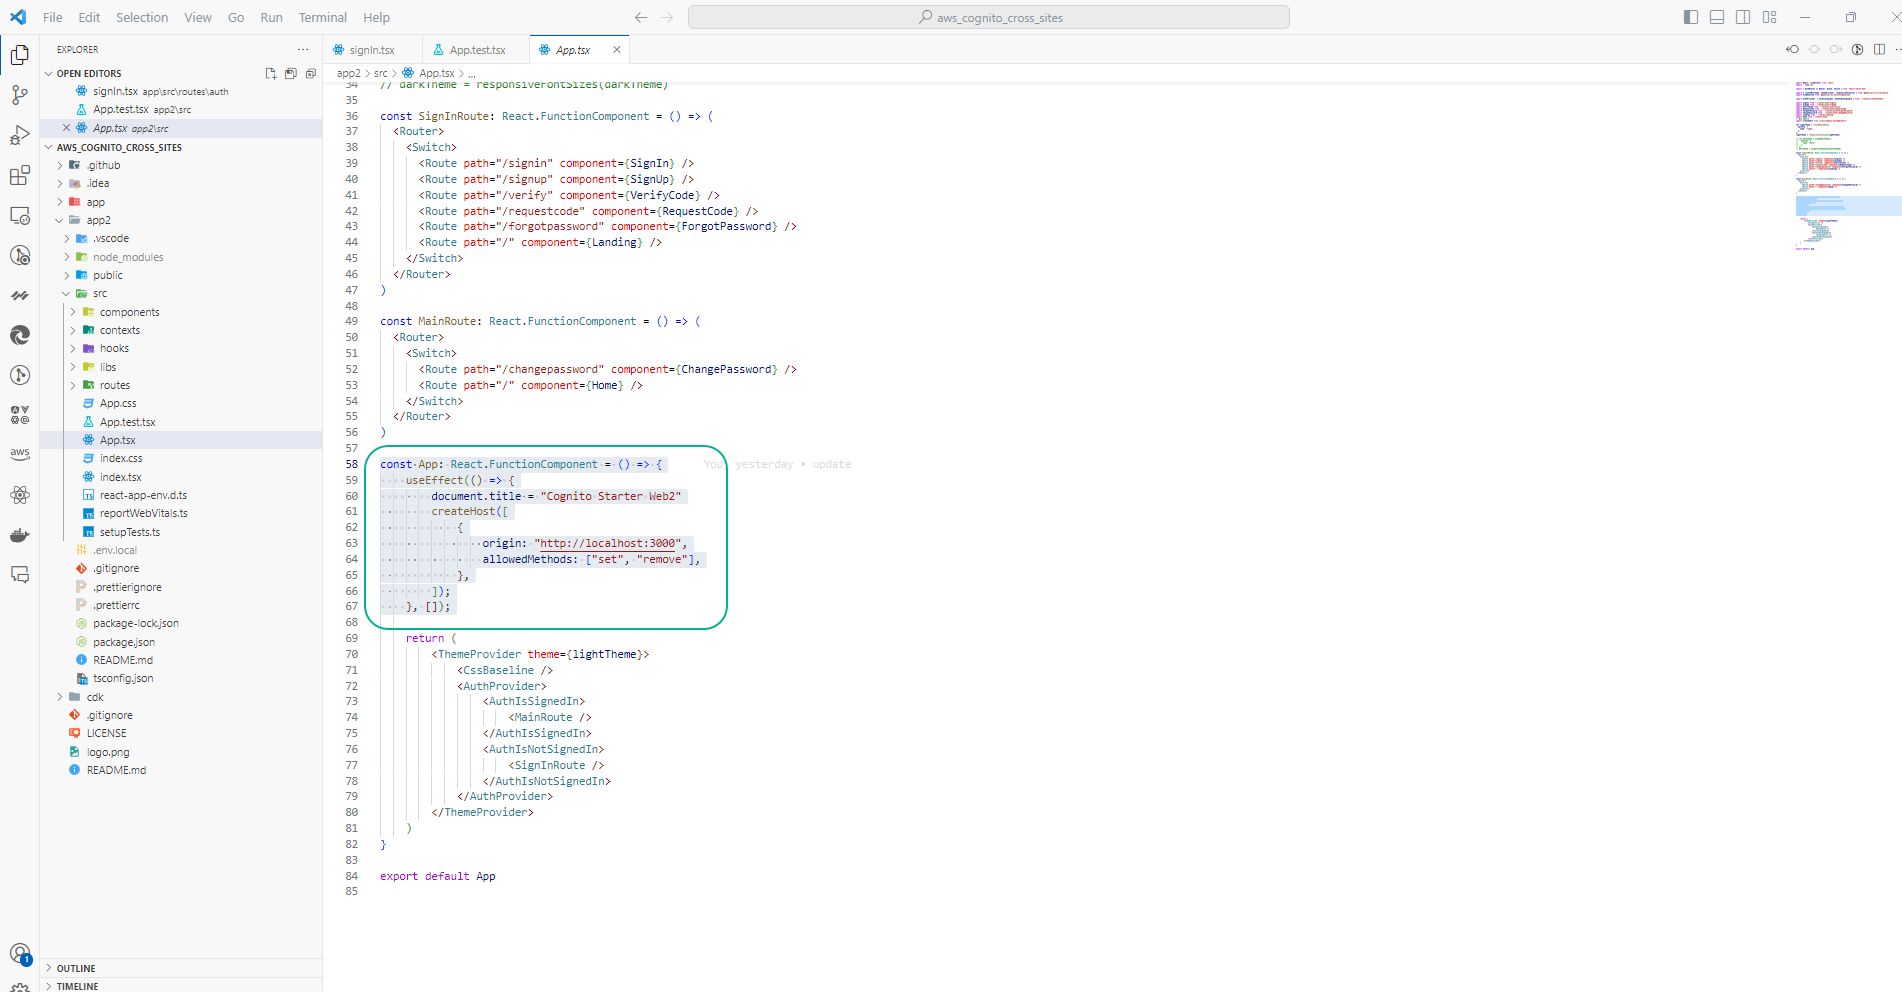 File Edit Selection View Go Run Terminal Help
aws_cognito_cross_sites
EXPLORER
OPEN EDITORS
signIn.tsx app\src\routes\auth
App.test.tsx app2\src
App.tsx app2\src
AWS_COGNITO_CROSS_SITES
.github
.idea
app
app2
.vscode
node_modules
public
src
components
contexts
hooks
libs
routes
App.css
App.test.tsx
App.tsx
index.css
index.tsx
react-app-env.d.ts
reportWebVitals.ts
setupTests.ts
.env.local
.gitignore
.prettierignore
.prettierrc
package-lock.json
package.json
README.md
tsconfig.json
cdk
.gitignore
LICENSE
logo.png
README.md
OUTLINE
TIMELINE
aws
1
signIn.tsx App.test.tsx App.tsx
app2 > src > App.tsx > ...
34 // darkTheme = responsiveFontSizes(darkTheme)
35
36 const SignInRoute: React.FunctionComponent = () => (
37 <Router>
38 <Switch>
39 <Route path="/signin" component={SignIn} />
40 <Route path="/signup" component={SignUp} />
41 <Route path="/verify" component={VerifyCode} />
42 <Route path="/requestcode" component={RequestCode} />
43 <Route path="/forgotpassword" component={ForgotPassword} />
44 <Route path="/" component={Landing} />
45 </Switch>
46 </Router>
47 )
48
49 const MainRoute: React.FunctionComponent = () => (
50 <Router>
51 <Switch>
52 <Route path="/changepassword" component={ChangePassword} />
53 <Route path="/" component={Home} />
54 </Switch>
55 </Router>
56 )
57
58 const App: React.FunctionComponent = () => { You, yesterday • update
59 useEffect(() => {
60 document.title = "Cognito Starter Web2"
61 createHost([
62 {
63 origin: "http://localhost:3000",
64 allowedMethods: ["set", "remove"],
65 },
66 ]);
67 }, []);
68
69 return (
70 <ThemeProvider theme={lightTheme}>
71 <CssBaseline />
72 <AuthProvider>
73 <AuthIsSignedIn>
74 <MainRoute />
75 </AuthIsSignedIn>
76 <AuthIsNotSignedIn>
77 <SignInRoute />
78 </AuthIsNotSignedIn>
79 </AuthProvider>
80 </ThemeProvider>
81 )
82 }
83
84 export default App
85